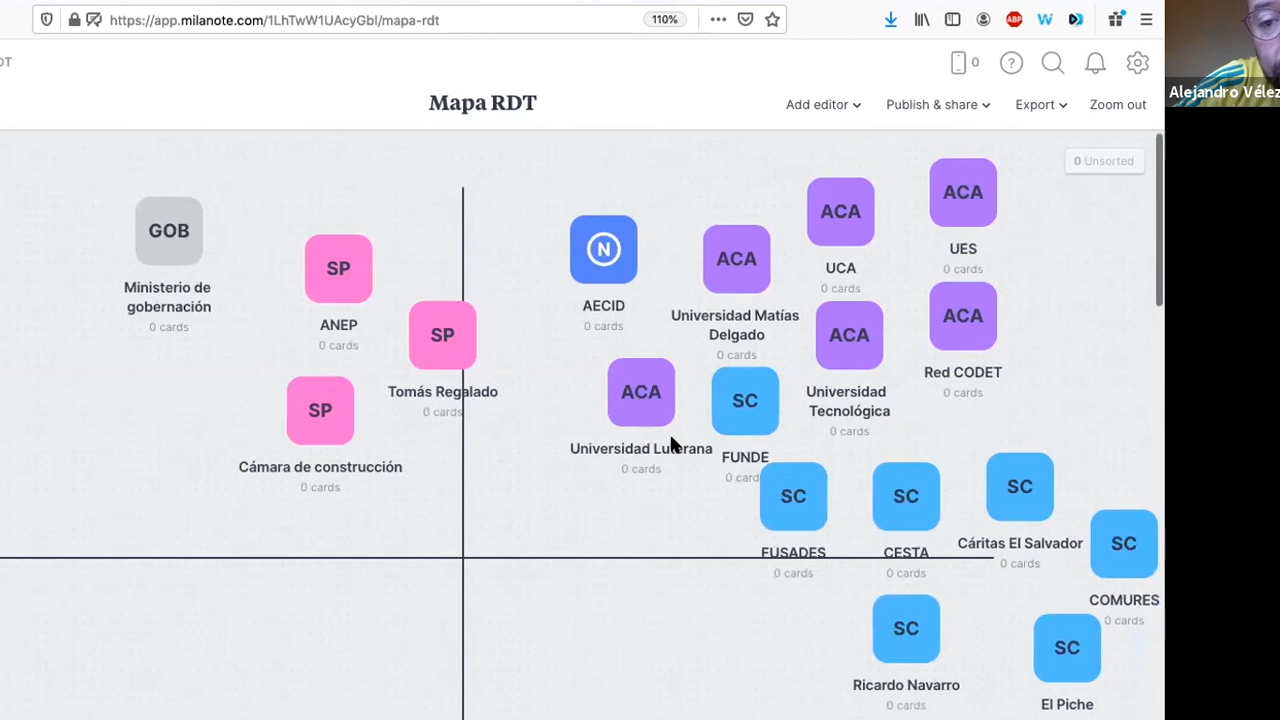 https://app.milanote.com/1LhTwW1UAcyGbI/mapa-rdt
110%
ABP
W
DT
0
Mapa RDT
Add editor
Publish & share
Export
Zoom out
Alejandro Vélez
0 Unsorted
GOB
Ministerio de
gobernación
0 cards
SP
ANEP
0 cards
SP
Tomás Regalado
0 cards
SP
Cámara de construcción
0 cards
N
AECID
0 cards
ACA
Universidad Matías
Delgado
0 cards
ACA
UCA
0 cards
ACA
UES
0 cards
ACA
Universidad Luterana
0 cards
SC
FUNDE
0 cards
ACA
Universidad
Tecnológica
0 cards
ACA
Red CODET
0 cards
SC
FUSADES
0 cards
SC
CESTA
0 cards
SC
Cáritas El Salvador
0 cards
SC
COMURES
0 cards
SC
Ricardo Navarro
0 cards
SC
El Piche